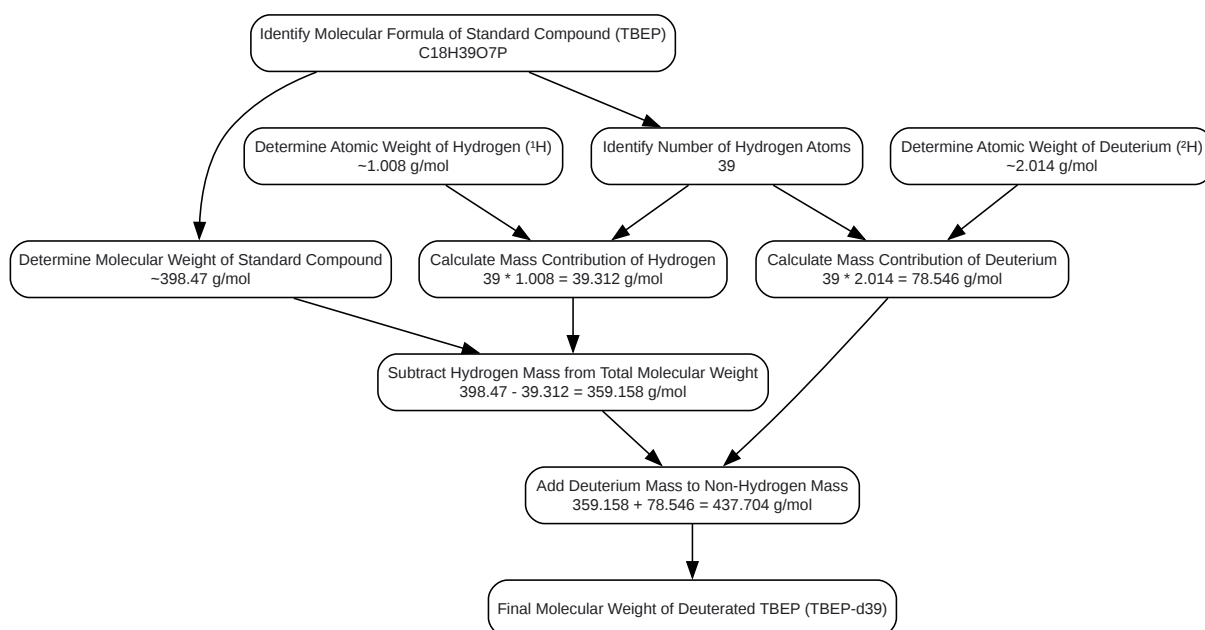 Identify Molecular Formula of Standard Compound (TBEP)
C18H39O7P
Determine Atomic Weight of Hydrogen (¹H)
~1.008 g/mol
Identify Number of Hydrogen Atoms
39
Determine Atomic Weight of Deuterium (²H)
~2.014 g/mol
Determine Molecular Weight of Standard Compound
~398.47 g/mol
Calculate Mass Contribution of Hydrogen
39 * 1.008 = 39.312 g/mol
Calculate Mass Contribution of Deuterium
39 * 2.014 = 78.546 g/mol
Subtract Hydrogen Mass from Total Molecular Weight
398.47 - 39.312 = 359.158 g/mol
Add Deuterium Mass to Non-Hydrogen Mass
359.158 + 78.546 = 437.704 g/mol
Final Molecular Weight of Deuterated TBEP (TBEP-d39)